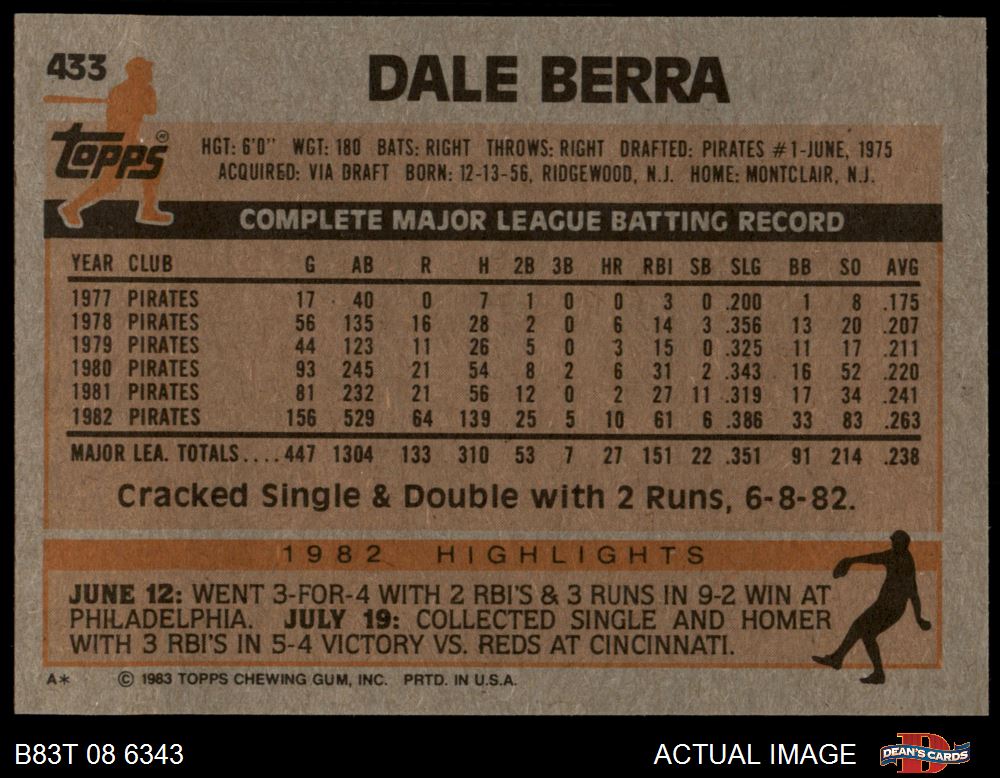 433
DALE BERRA
Topps®
HGT: 6'0" WGT: 180 BATS: RIGHT THROWS: RIGHT DRAFTED: PIRATES #1-JUNE, 1975
ACQUIRED: VIA DRAFT BORN: 12-13-56, RIDGEWOOD, N.J. HOME: MONTCLAIR, N.J.
COMPLETE MAJOR LEAGUE BATTING RECORD
YEAR CLUB G AB R H 2B 3B HR RBI SB SLG BB SO AVG
1977 PIRATES 17 40 0 7 1 0 0 3 0 .200 1 8 .175
1978 PIRATES 56 135 16 28 2 0 6 14 3 .356 13 20 .207
1979 PIRATES 44 123 11 26 5 0 3 15 0 .325 11 17 .211
1980 PIRATES 93 245 21 54 8 2 6 31 2 .343 16 52 .220
1981 PIRATES 81 232 21 56 12 0 2 27 11 .319 17 34 .241
1982 PIRATES 156 529 64 139 25 5 10 61 6 .386 33 83 .263
MAJOR LEA. TOTALS.... 447 1304 133 310 53 7 27 151 22 .351 91 214 .238
Cracked Single & Double with 2 Runs, 6-8-82.
1982 HIGHLIGHTS
JUNE 12: WENT 3-FOR-4 WITH 2 RBI'S & 3 RUNS IN 9-2 WIN AT
PHILADELPHIA. JULY 19: COLLECTED SINGLE AND HOMER
WITH 3 RBI'S IN 5-4 VICTORY VS. REDS AT CINCINNATI.
A* © 1983 TOPPS CHEWING GUM, INC. PRTD. IN U.S.A.
B83T 08 6343 ACTUAL IMAGE
D
DEAN'S CARDS